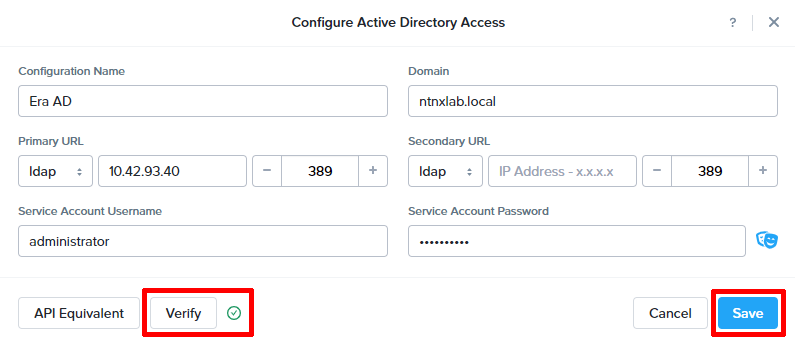 Configure Active Directory Access
?
Configuration Name
Domain
Era AD
ntnxlab.local
Primary URL
Secondary URL
ldap 10.42.93.40 − 389 +
ldap IP Address - x.x.x.x − 389 +
Service Account Username
Service Account Password
administrator
••••••••••
API Equivalent
Verify
Cancel
Save